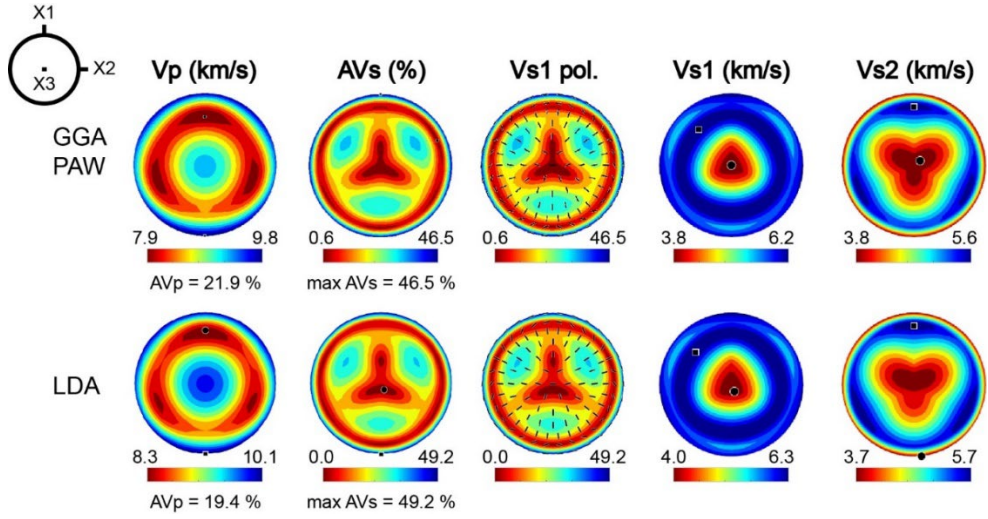 X1
X2
X3
Vp (km/s) AVs (%) Vs1 pol. Vs1 (km/s) Vs2 (km/s)
GGA
PAW
7.9 9.8 0.6 46.5 0.6 46.5 3.8 6.2 3.8 5.6
AVp = 21.9 % max AVs = 46.5 %
LDA
8.3 10.1 0.0 49.2 0.0 49.2 4.0 6.3 3.7 5.7
AVp = 19.4 % max AVs = 49.2 %